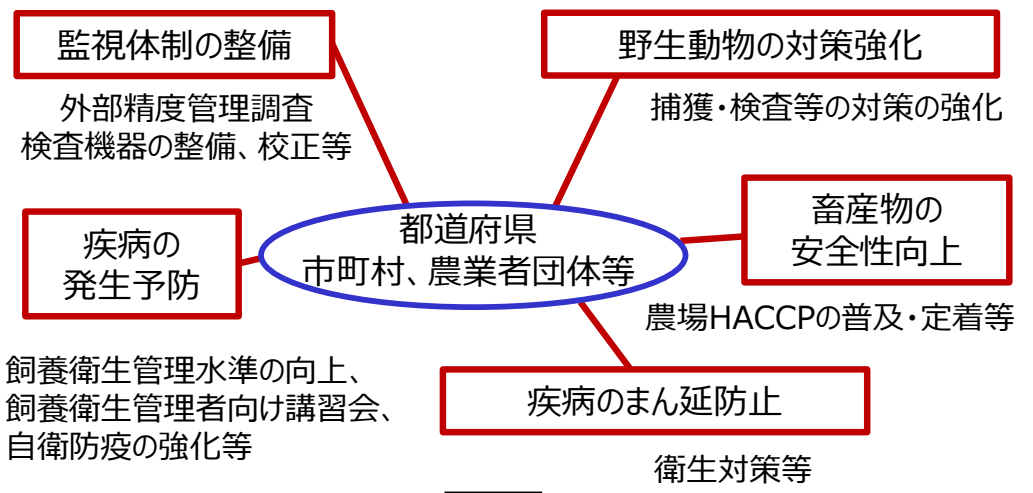 監視体制の整備
外部精度管理調査
検査機器の整備、校正等
野生動物の対策強化
捕獲・検査等の対策の強化
疾病の
発生予防
都道府県
市町村、農業者団体等
畜産物の
安全性向上
農場HACCPの普及・定着等
飼養衛生管理水準の向上、
飼養衛生管理者向け講習会、
自衛防疫の強化等
疾病のまん延防止
衛生対策等